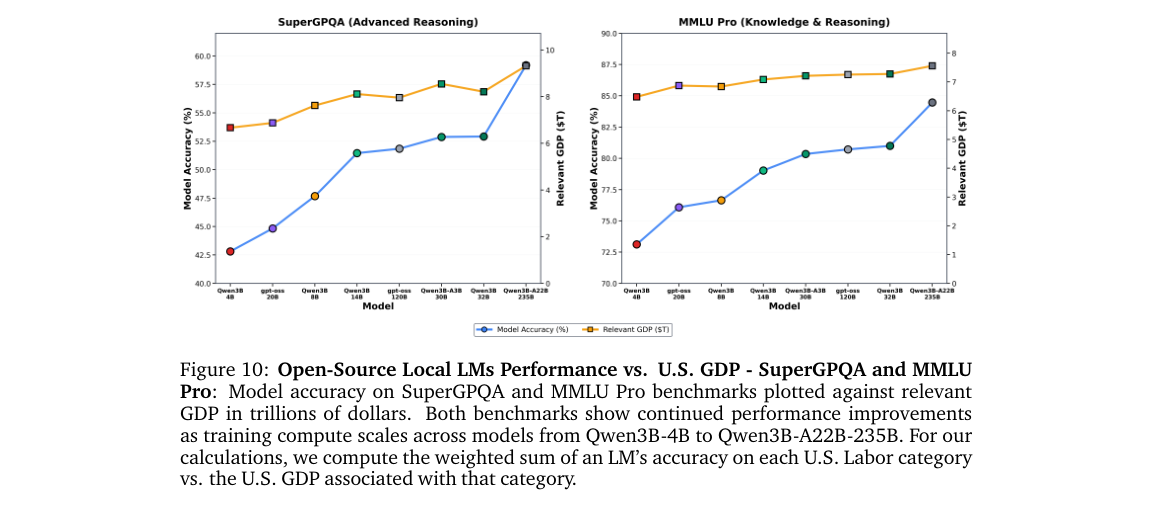 SuperGPQA (Advanced Reasoning)
MMLU Pro (Knowledge & Reasoning)
Model Accuracy (%)
60.0
57.5
55.0
52.5
50.0
47.5
45.0
42.5
40.0
10
8
6
4
2
0
Relevant GDP ($T)
Qwen3B 4B
gpt-oss 20B
Qwen3B 8B
Qwen3B 14B
gpt-oss 120B
Qwen3B-A3B 30B
Qwen3B 32B
Qwen3B-A22B 235B
Model
Model Accuracy (%)
90.0
87.5
85.0
82.5
80.0
77.5
75.0
72.5
70.0
8
7
6
5
4
3
2
1
0
Relevant GDP ($T)
Qwen3B 4B
gpt-oss 20B
Qwen3B 8B
Qwen3B 14B
Qwen3B-A3B 30B
gpt-oss 120B
Qwen3B 32B
Qwen3B-A22B 235B
Model
Model Accuracy (%)
Relevant GDP ($T)
Figure 10: Open-Source Local LMs Performance vs. U.S. GDP - SuperGPQA and MMLU
Pro: Model accuracy on SuperGPQA and MMLU Pro benchmarks plotted against relevant
GDP in trillions of dollars. Both benchmarks show continued performance improvements
as training compute scales across models from Qwen3B-4B to Qwen3B-A22B-235B. For our
calculations, we compute the weighted sum of an LM's accuracy on each U.S. Labor category
vs. the U.S. GDP associated with that category.